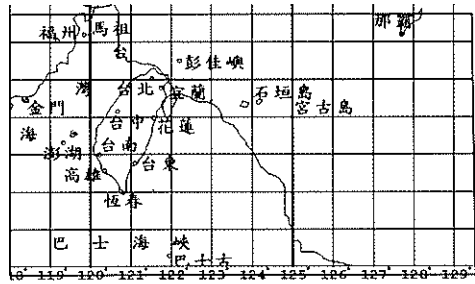 福州 馬祖 那霸
台 彭佳嶼
灣 台北 宜蘭 石垣島
金門 宮古島
海 台中 花蓮
澎湖 台南
高雄 台東
恆春
巴士海峽
巴士古
118° 119° 120° 121° 122° 123° 124° 125° 126° 127° 128° 129°